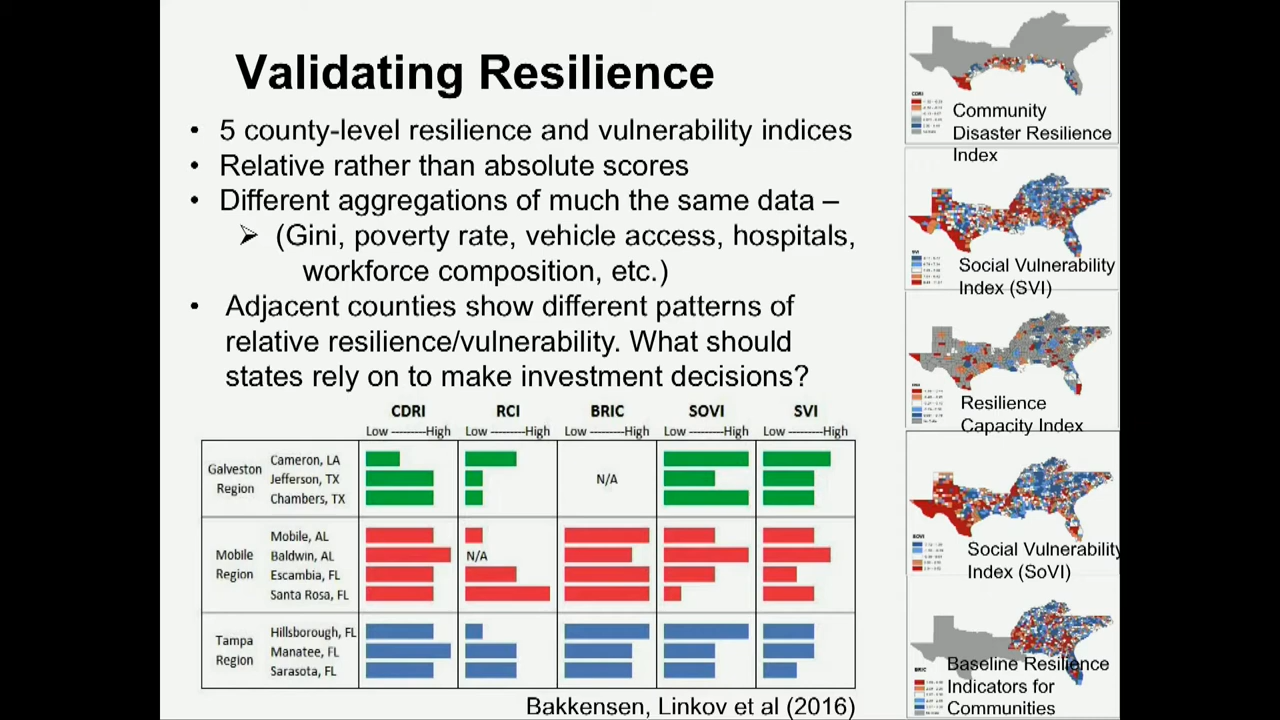 Validating Resilience
• 5 county-level resilience and vulnerability indices
• Relative rather than absolute scores
• Different aggregations of much the same data –
➢ (Gini, poverty rate, vehicle access, hospitals,
workforce composition, etc.)
• Adjacent counties show different patterns of
relative resilience/vulnerability. What should
states rely on to make investment decisions?
CDRI RCI BRIC SOVI SVI
Low ---------High Low ---------High Low ---------High Low ---------High Low ---------High
Galveston
Region
Cameron, LA
Jefferson, TX
Chambers, TX
N/A
Mobile
Region
Mobile, AL
Baldwin, AL
N/A
Escambia, FL
Santa Rosa, FL
Tampa
Region
Hillsborough, FL
Manatee, FL
Sarasota, FL
Bakkensen, Linkov et al (2016)
CDRI
Community
Disaster Resilience
Index
SVI
Social Vulnerability
Index (SVI)
Resilience
Capacity Index
SOVI
Social Vulnerability
Index (SoVI)
BRIC
Baseline Resilience
Indicators for
Communities